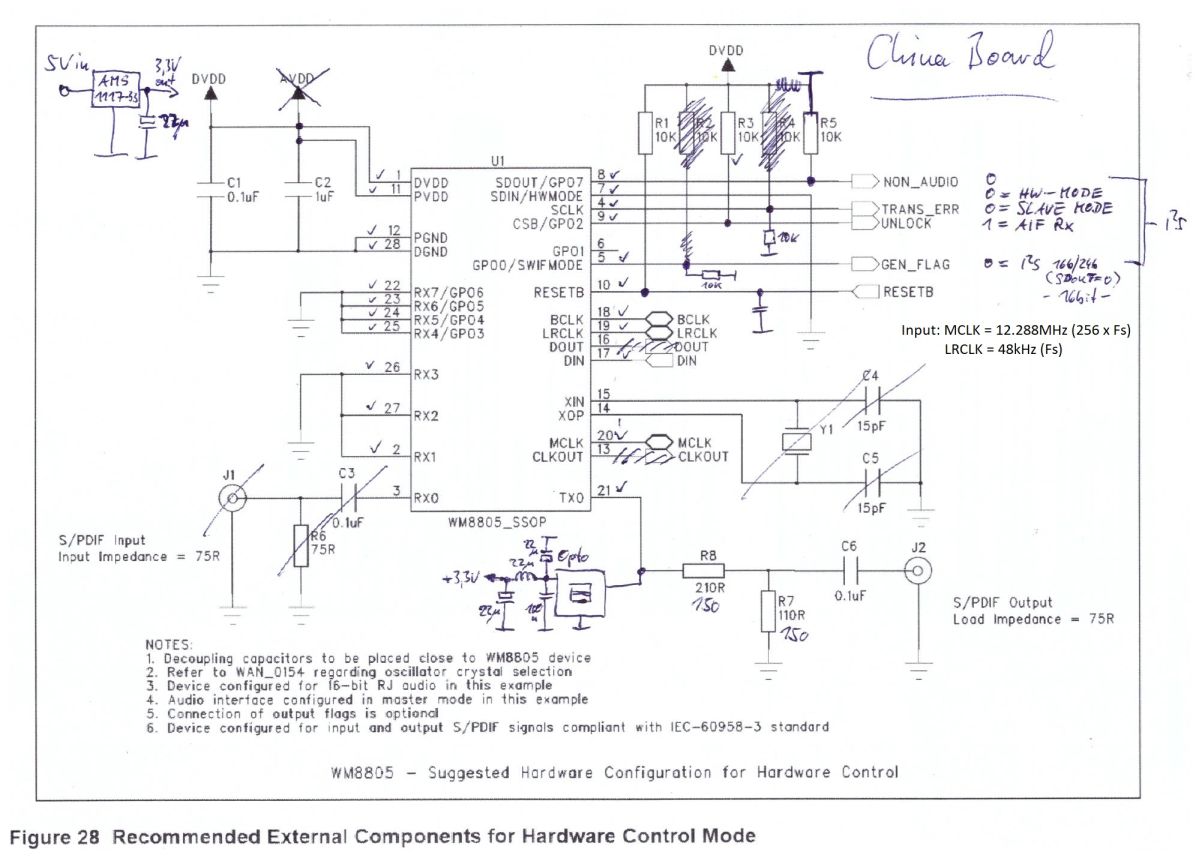 5Vin
3,3V
out
AMS
1117-33
22µ
DVDD
AVDD
DVDD
China Board
C1
0.1uF
C2
1uF
R1
10K
R2
10K
R3
10K
R4
10K
R5
10K
U1
1 DVDD
11 PVDD
12 PGND
28 DGND
22 RX7/GPO6
23 RX6/GPO5
24 RX5/GPO4
25 RX4/GPO3
26 RX3
27 RX2
2 RX1
3 RX0
SDOUT/GPO7 8
SDIN/HWMODE 7
SCLK 4
CSB/GPO2 9
GPO1 6
GPO0/SWIFMODE 5
RESETB 10
BCLK 18
LRCLK 19
DOUT 16
DIN 17
XIN 15
XOP 14
MCLK 20
CLKOUT 13
TX0 21
WM8805_SSOP
NON_AUDIO 0
0 = HW-MODE
TRANS_ERR 0 = SLAVE MODE
UNLOCK 1 = AIF Rx
I²S
10k
GEN_FLAG 0 = I²S 16b/24b
(SDOUT=0)
- 16bit -
10k
RESETB
BCLK
LRCLK
DOUT
DIN
Input: MCLK = 12.288MHz (256 x Fs)
LRCLK = 48kHz (Fs)
C4
15pF
Y1
C5
15pF
MCLK
CLKOUT
J1
C3
0.1uF
R6
75R
S/PDIF Input
Input Impedance = 75R
+3,3V
22µ
22µ
22µ
100
Opto
R8
210R
150
R7
110R
150
C6
0.1uF
J2
S/PDIF Output
Load Impedance = 75R
NOTES:
1. Decoupling capacitors to be placed close to WM8805 device
2. Refer to WAN_0154 regarding oscillator crystal selection
3. Device configured for 16-bit RJ audio in this example
4. Audio interface configured in master mode in this example
5. Connection of output flags is optional
6. Device configured for input and output S/PDIF signals compliant with IEC-60958-3 standard
WM8805 - Suggested Hardware Configuration for Hardware Control
Figure 28 Recommended External Components for Hardware Control Mode